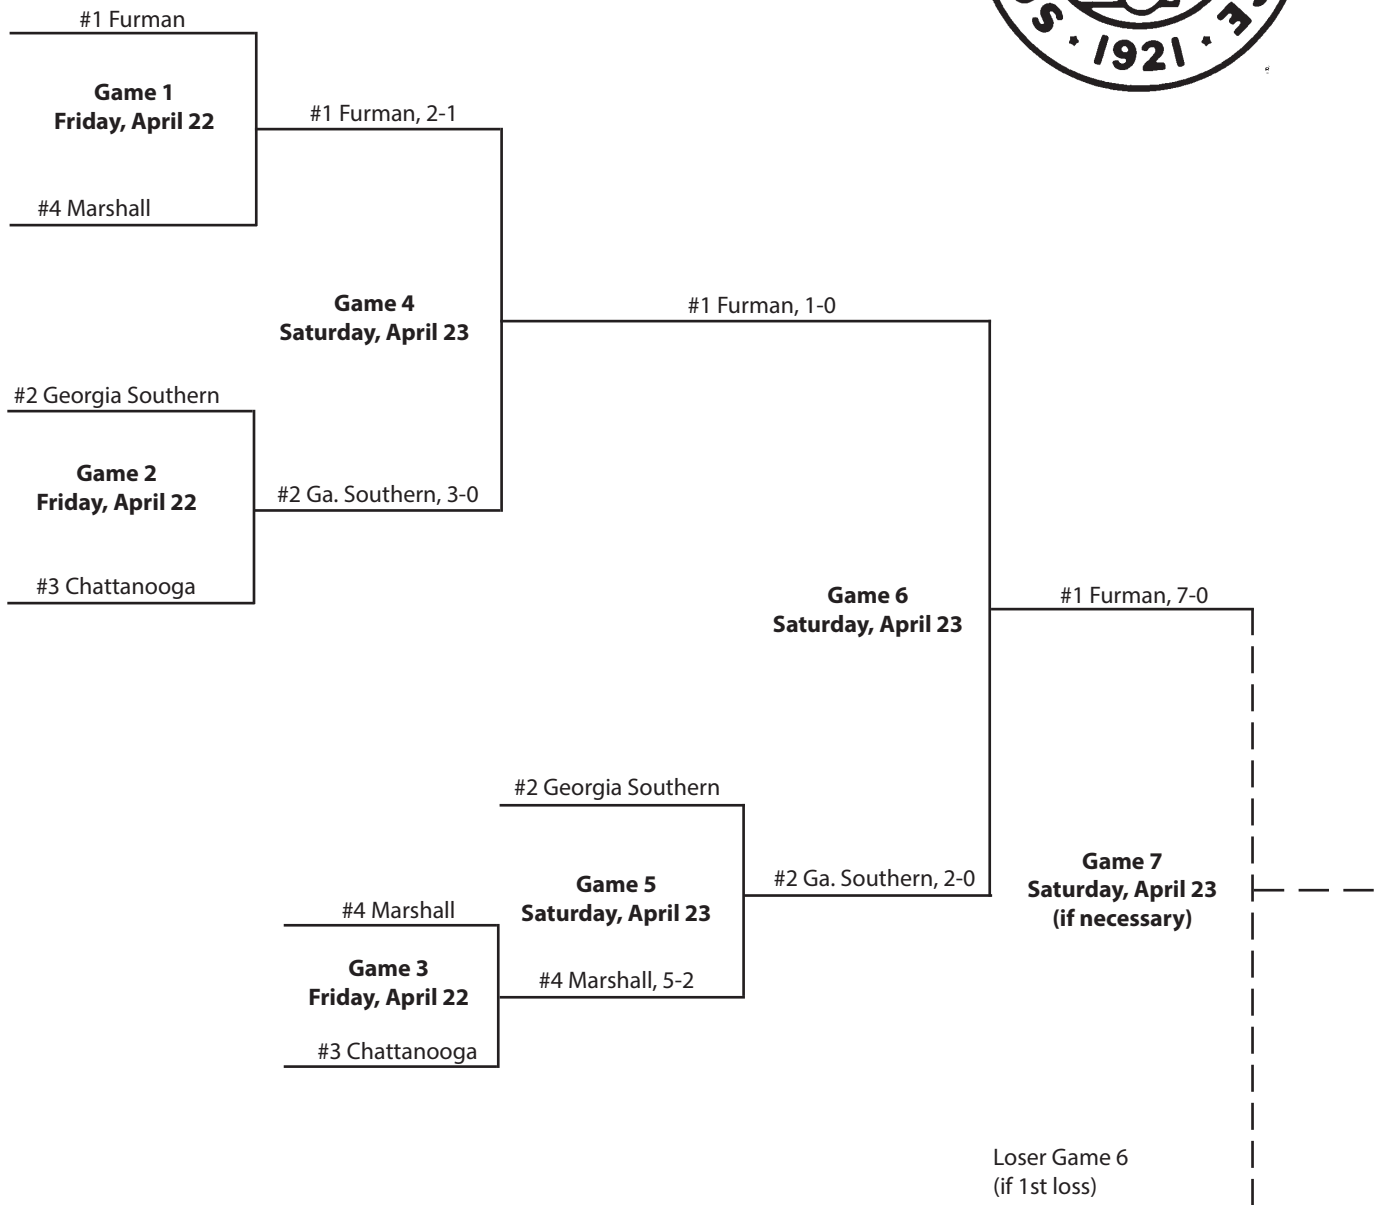 #1 Furman
Game 1
Friday, April 22
#4 Marshall
#1 Furman, 2-1
Game 4
Saturday, April 23
#2 Georgia Southern
Game 2
Friday, April 22
#3 Chattanooga
#2 Ga. Southern, 3-0
#1 Furman, 1-0
Game 6
Saturday, April 23
#1 Furman, 7-0
#2 Georgia Southern
Game 5
Saturday, April 23
#2 Ga. Southern, 2-0
#4 Marshall
Game 3
Friday, April 22
#3 Chattanooga
#4 Marshall, 5-2
Game 7
Saturday, April 23
(if necessary)
Loser Game 6
(if 1st loss)
1921